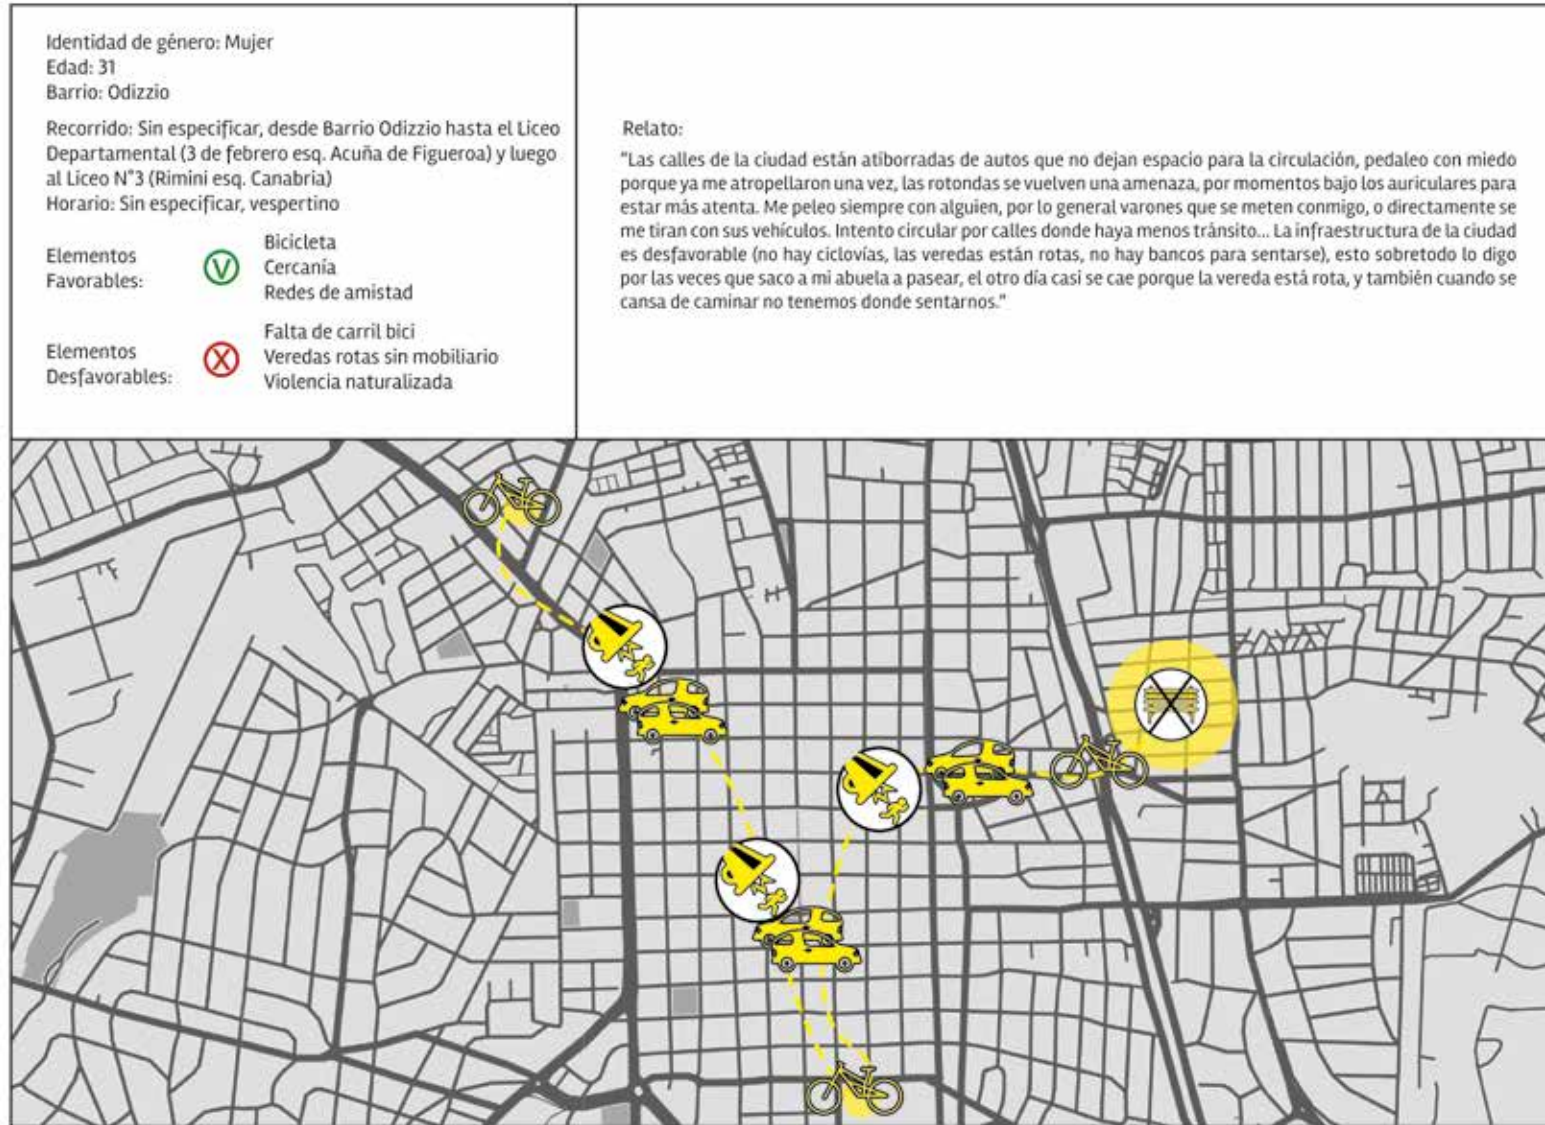 Identidad de género: Mujer
Edad: 31
Barrio: Odizzio
Recorrido: Sin especificar, desde Barrio Odizzio hasta el Liceo
Departamental (3 de febrero esq. Acuña de Figueroa) y luego
al Liceo N°3 (Rimini esq. Canabria)
Horario: Sin especificar, vespertino
Elementos
Favorables:
V
Bicicleta
Cercanía
Redes de amistad
Elementos
Desfavorables:
X
Falta de carril bici
Veredas rotas sin mobiliario
Violencia naturalizada
Relato:
"Las calles de la ciudad están atiborradas de autos que no dejan espacio para la circulación, pedaleo con miedo
porque ya me atropellaron una vez, las rotondas se vuelven una amenaza, por momentos bajo los auriculares para
estar más atenta. Me peleo siempre con alguien, por lo general varones que se meten conmigo, o directamente se
me tiran con sus vehículos. Intento circular por calles donde haya menos tránsito... La infraestructura de la ciudad
es desfavorable (no hay ciclovías, las veredas están rotas, no hay bancos para sentarse), esto sobretodo lo digo
por las veces que saco a mi abuela a pasear, el otro día casi se cae porque la vereda está rota, y también cuando se
cansa de caminar no tenemos donde sentarnos."